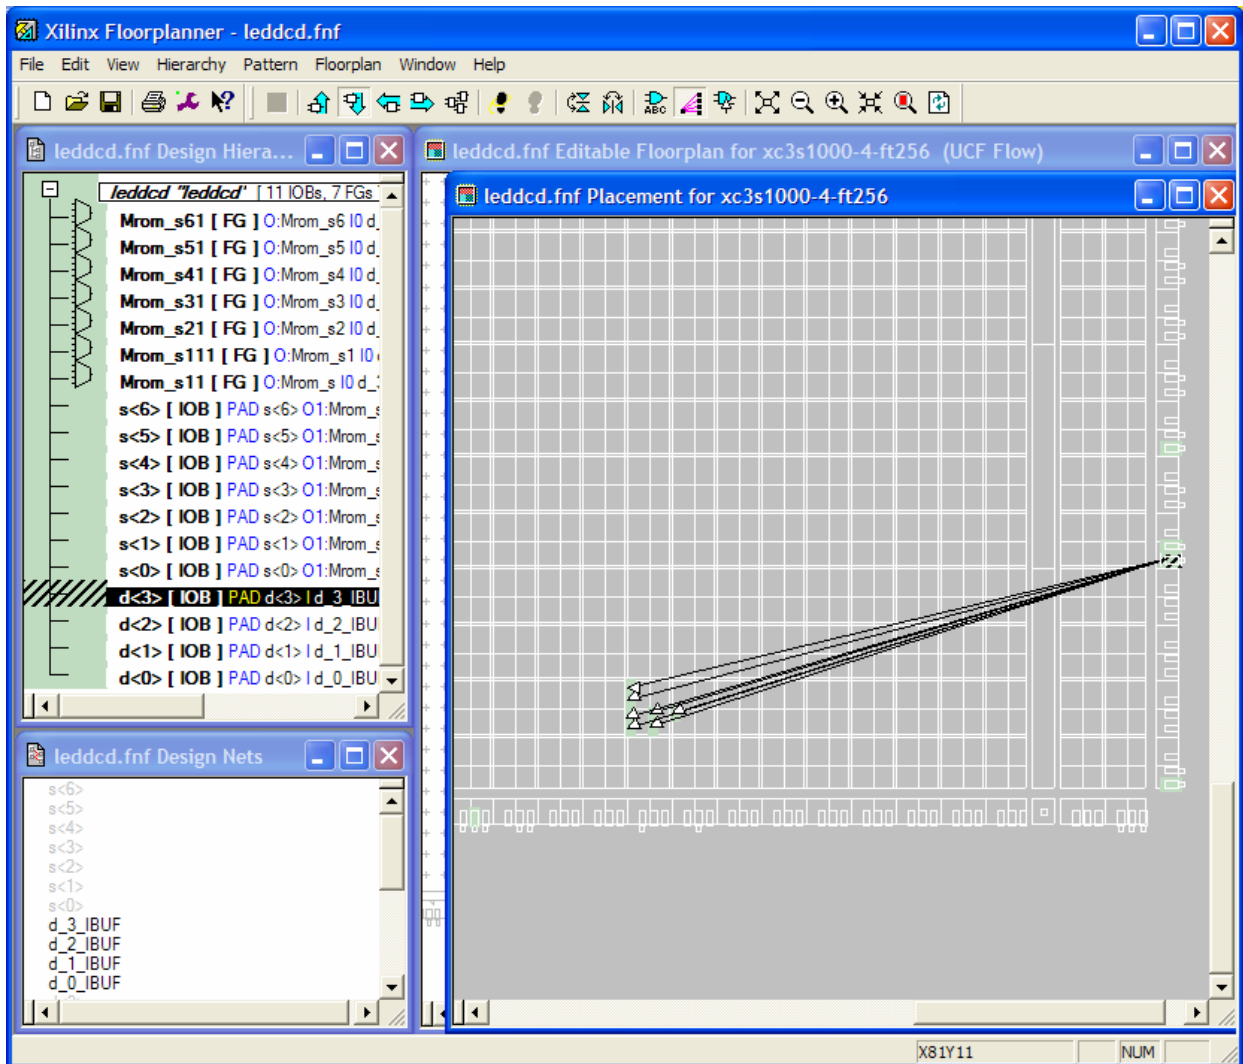 Xilinx Floorplanner - leddcd.fnf
File Edit View Hierarchy Pattern Floorplan Window Help
ABC
leddcd.fnf Design Hiera...
leddcd "leddcd" [ 11 IOBs, 7 FGs
Mrom_s61 [ FG ] O:Mrom_s6 I0 d_
Mrom_s51 [ FG ] O:Mrom_s5 I0 d_
Mrom_s41 [ FG ] O:Mrom_s4 I0 d_
Mrom_s31 [ FG ] O:Mrom_s3 I0 d_
Mrom_s21 [ FG ] O:Mrom_s2 I0 d_
Mrom_s111 [ FG ] O:Mrom_s1 I0
Mrom_s11 [ FG ] O:Mrom_s I0 d_3
s<6> [ IOB ] PAD s<6> O1:Mrom_s
s<5> [ IOB ] PAD s<5> O1:Mrom_s
s<4> [ IOB ] PAD s<4> O1:Mrom_s
s<3> [ IOB ] PAD s<3> O1:Mrom_s
s<2> [ IOB ] PAD s<2> O1:Mrom_s
s<1> [ IOB ] PAD s<1> O1:Mrom_s
s<0> [ IOB ] PAD s<0> O1:Mrom_s
d<3> [ IOB ] PAD d<3> I d_3_IBU
d<2> [ IOB ] PAD d<2> I d_2_IBU
d<1> [ IOB ] PAD d<1> I d_1_IBU
d<0> [ IOB ] PAD d<0> I d_0_IBU
leddcd.fnf Design Nets
s<6>
s<5>
s<4>
s<3>
s<2>
s<1>
s<0>
d_3_IBUF
d_2_IBUF
d_1_IBUF
d_0_IBUF
leddcd.fnf Editable Floorplan for xc3s1000-4-ft256 (UCF Flow)
leddcd.fnf Placement for xc3s1000-4-ft256
X81Y11
NUM